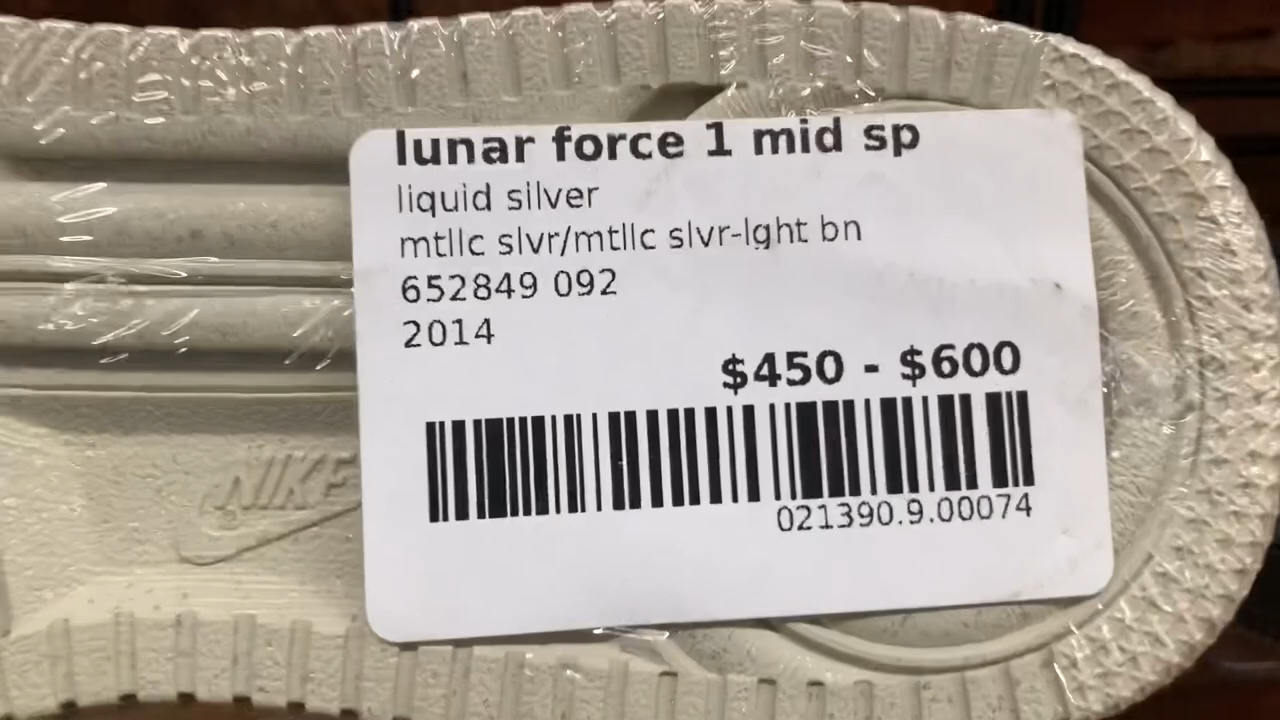 lunar force 1 mid sp
liquid silver
mtllc slvr/mtllc slvr-lght bn
652849 092
2014
$450 - $600
021390.9.00074
NIKE